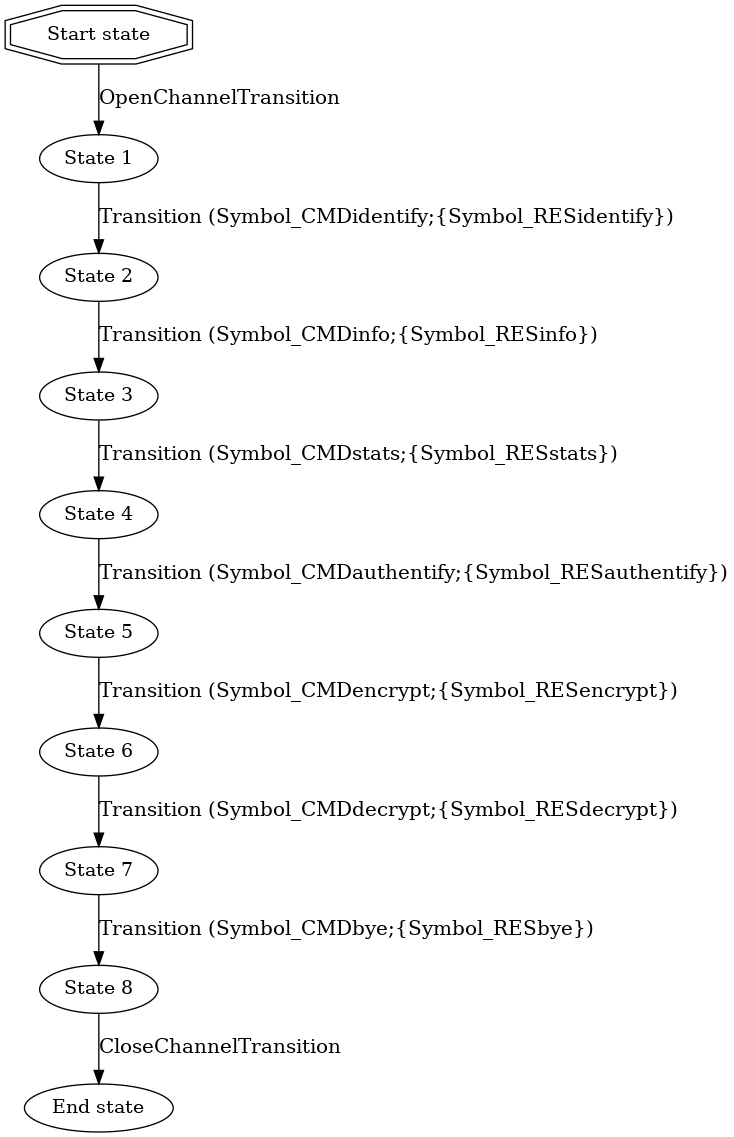 Start state
OpenChannelTransition
State 1
Transition (Symbol_CMDidentify;{Symbol_RESidentify})
State 2
Transition (Symbol_CMDinfo;{Symbol_RESinfo})
State 3
Transition (Symbol_CMDstats;{Symbol_RESstats})
State 4
Transition (Symbol_CMDauthentify;{Symbol_RESauthentify})
State 5
Transition (Symbol_CMDencrypt;{Symbol_RESencrypt})
State 6
Transition (Symbol_CMDdecrypt;{Symbol_RESdecrypt})
State 7
Transition (Symbol_CMDbye;{Symbol_RESbye})
State 8
CloseChannelTransition
End state